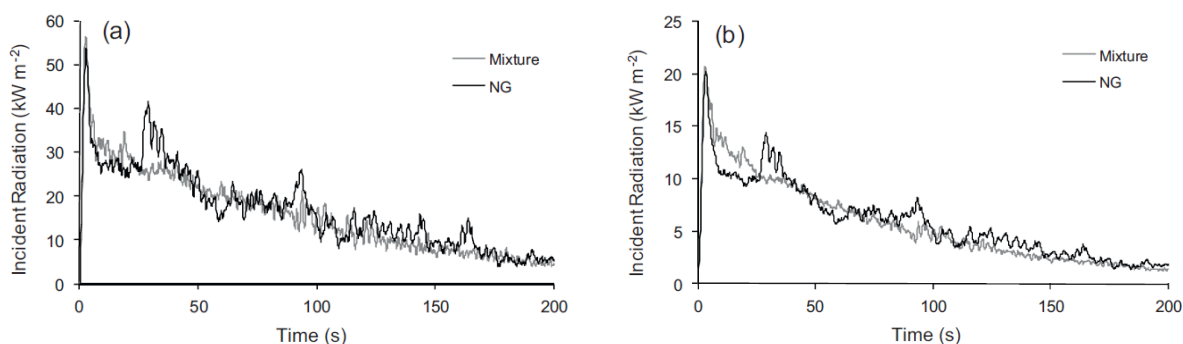 (a)
Incident Radiation (kW m-2)
60
50
40
30
20
10
0
Mixture
NG
0 50 100 150 200
Time (s)
(b)
Incident Radiation (kW m-2)
25
20
15
10
5
0
Mixture
NG
0 50 100 150 200
Time (s)